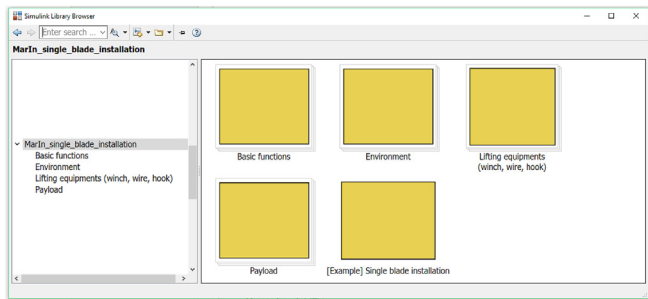 Simulink Library Browser
Enter search ...
MarIn_single_blade_installation
MarIn_single_blade_installation
Basic functions
Environment
Lifting equipments (winch, wire, hook)
Payload
Basic functions
Environment
Lifting equipments
(winch, wire, hook)
Payload
[Example] Single blade installation